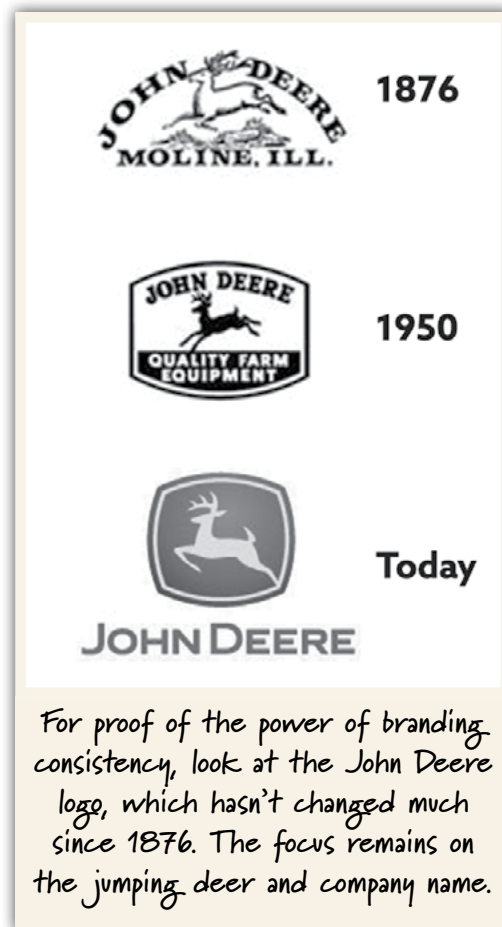 JOHN DEERE
MOLINE, ILL.
1876
JOHN DEERE
QUALITY FARM
EQUIPMENT
1950
JOHN DEERE
Today
For proof of the power of branding
consistency, look at the John Deere
logo, which hasn't changed much
since 1876. The focus remains on
the jumping deer and company name.